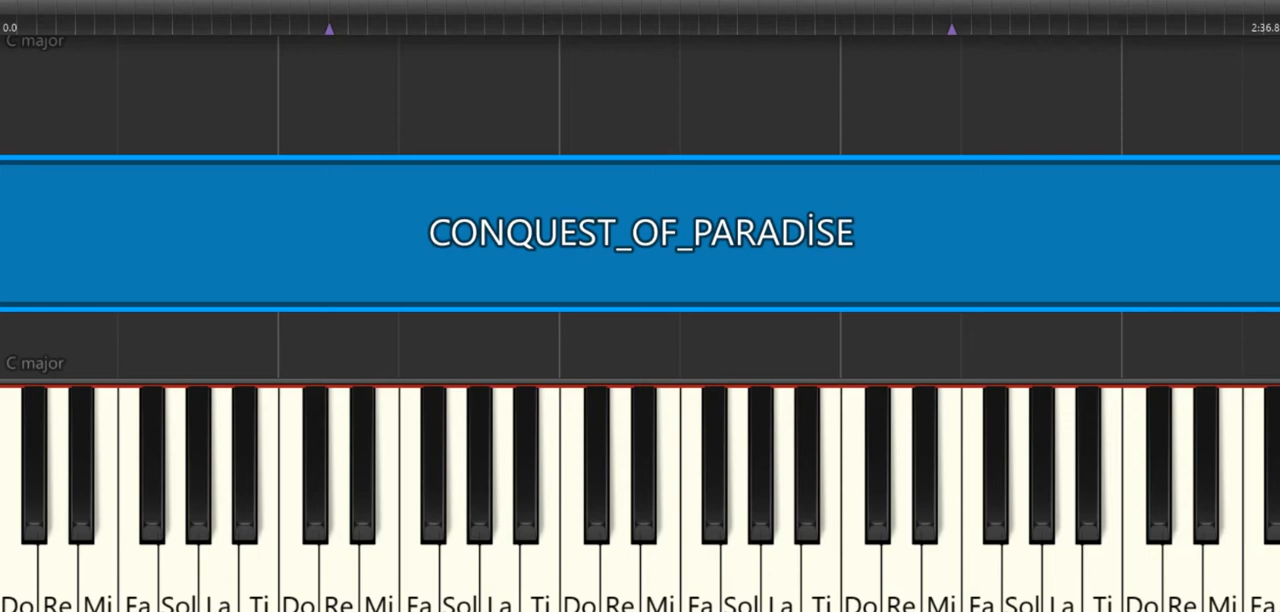 0.0 2:36.8
C major
CONQUEST_OF_PARADİSE
C major
Do Re Mi Fa Sol La Ti Do Re Mi Fa Sol La Ti Do Re Mi Fa Sol La Ti Do Re Mi Fa Sol La Ti Do Re Mi Fa